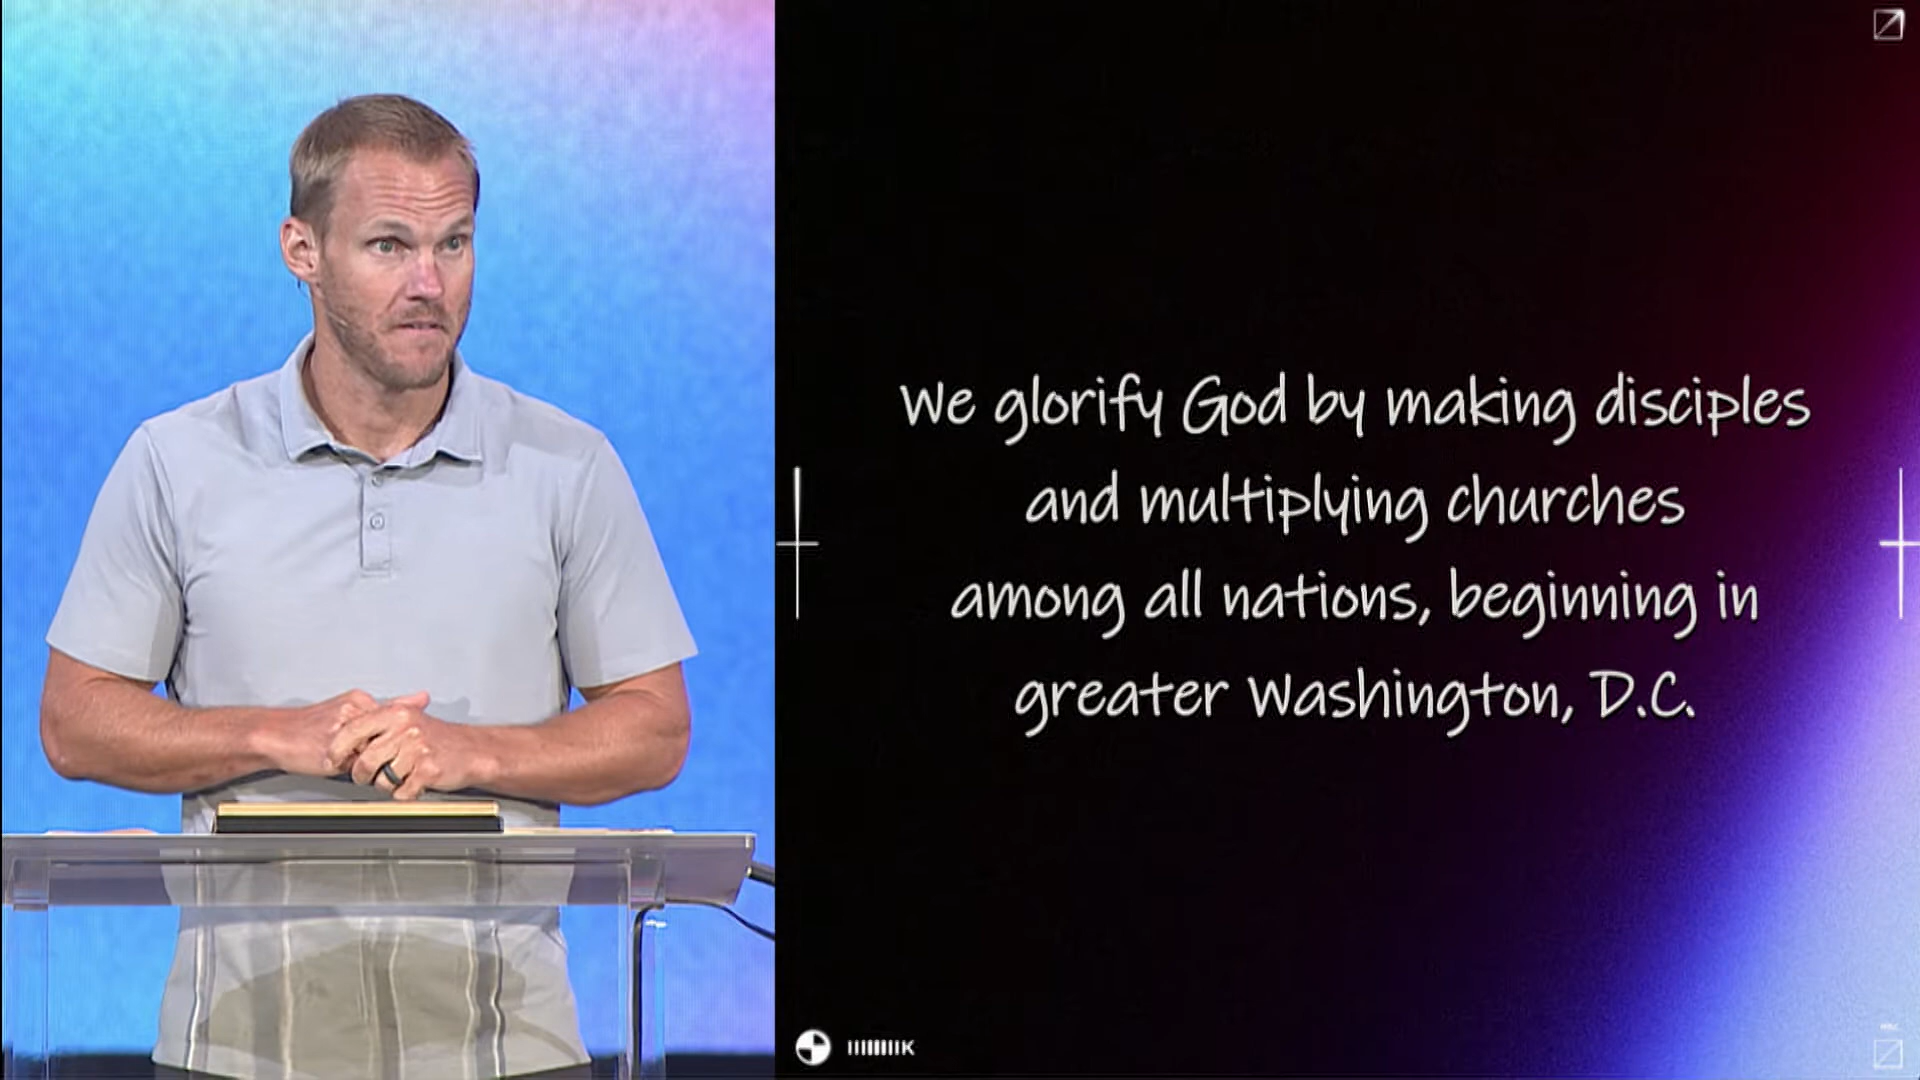 We glorify God by making disciples
and multiplying churches
among all nations, beginning in
greater Washington, D.C.